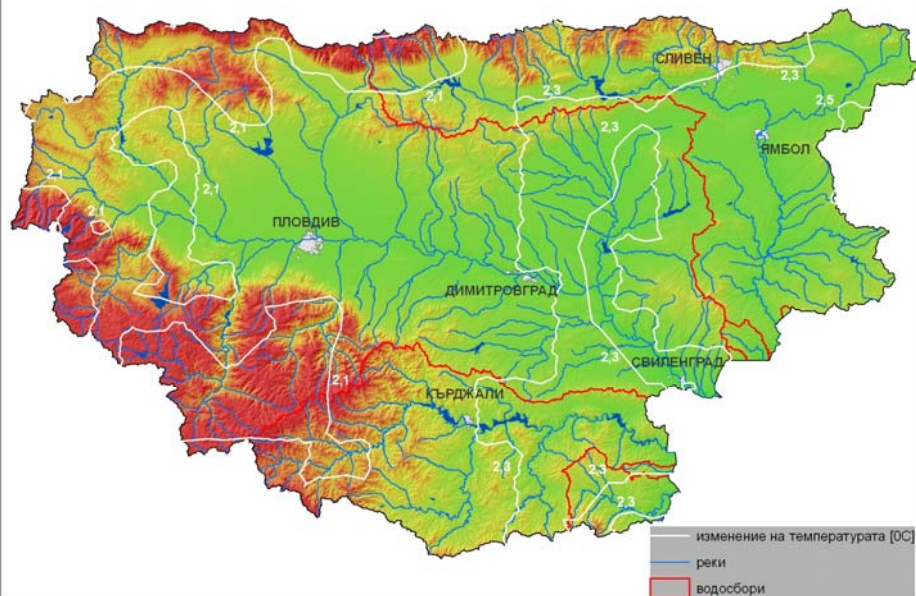 СЛИВЕН
2,3
2,1
2,3
2,5
2,1
2,3
ЯМБОЛ
2,1
2,1
2,1
ПЛОВДИВ
ДИМИТРОВГРАД
2,3
СВИЛЕНГРАД
2,1
КЪРДЖАЛИ
2,3
2,3
2,3
изменение на температурата [0C]
реки
водосбори